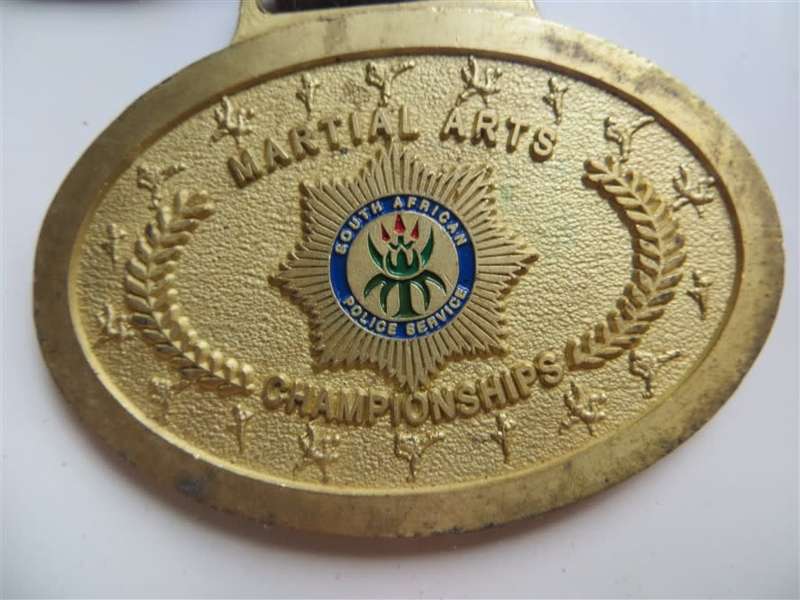 MARTIAL ARTS
SOUTH AFRICAN
POLICE SERVICE
CHAMPIONSHIPS